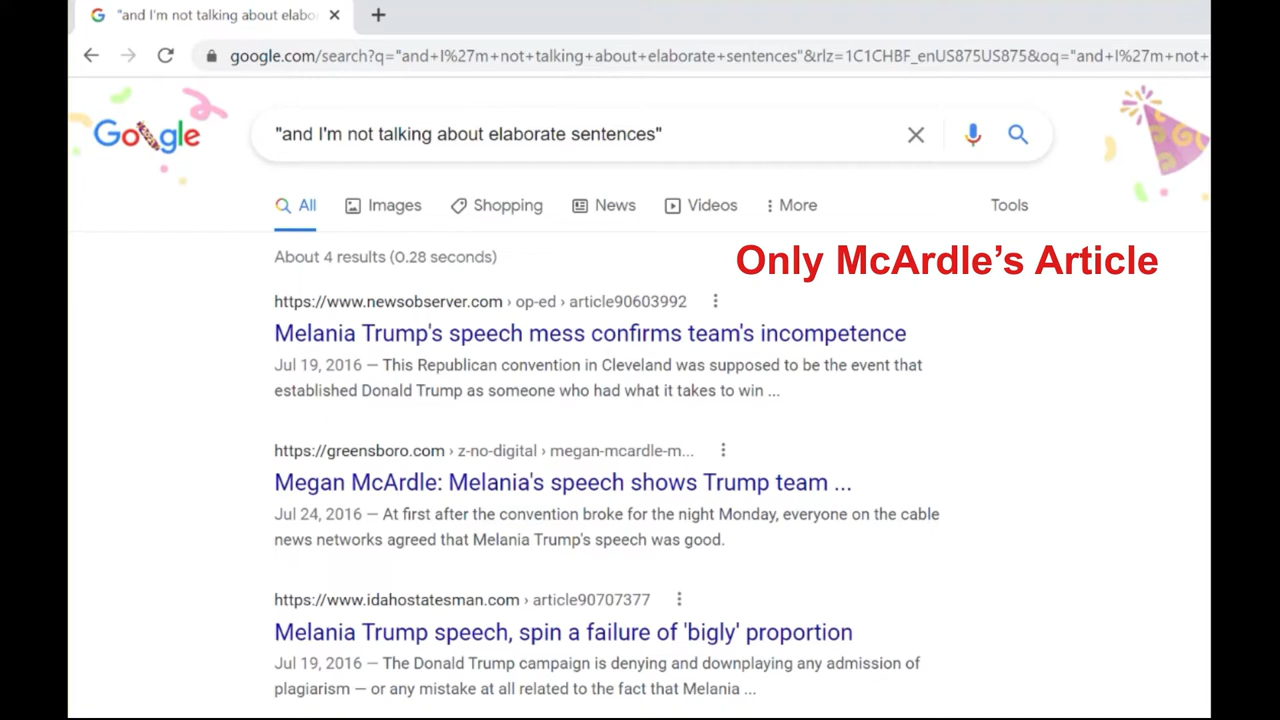 "and I'm not talking about elabo
google.com/search?q="and+I%27m+not+talking+about+elaborate+sentences"&rlz=1C1CHBF_enUS875US875&oq="and+I%27m+not+
Google
"and I'm not talking about elaborate sentences"
All Images Shopping News Videos More Tools
About 4 results (0.28 seconds)
Only McArdle’s Article
https://www.newsobserver.com › op-ed › article90603992
Melania Trump's speech mess confirms team's incompetence
Jul 19, 2016 — This Republican convention in Cleveland was supposed to be the event that
established Donald Trump as someone who had what it takes to win ...
https://greensboro.com › z-no-digital › megan-mcardle-m...
Megan McArdle: Melania's speech shows Trump team ...
Jul 24, 2016 — At first after the convention broke for the night Monday, everyone on the cable
news networks agreed that Melania Trump's speech was good.
https://www.idahostatesman.com › article90707377
Melania Trump speech, spin a failure of 'bigly' proportion
Jul 19, 2016 — The Donald Trump campaign is denying and downplaying any admission of
plagiarism — or any mistake at all related to the fact that Melania ...